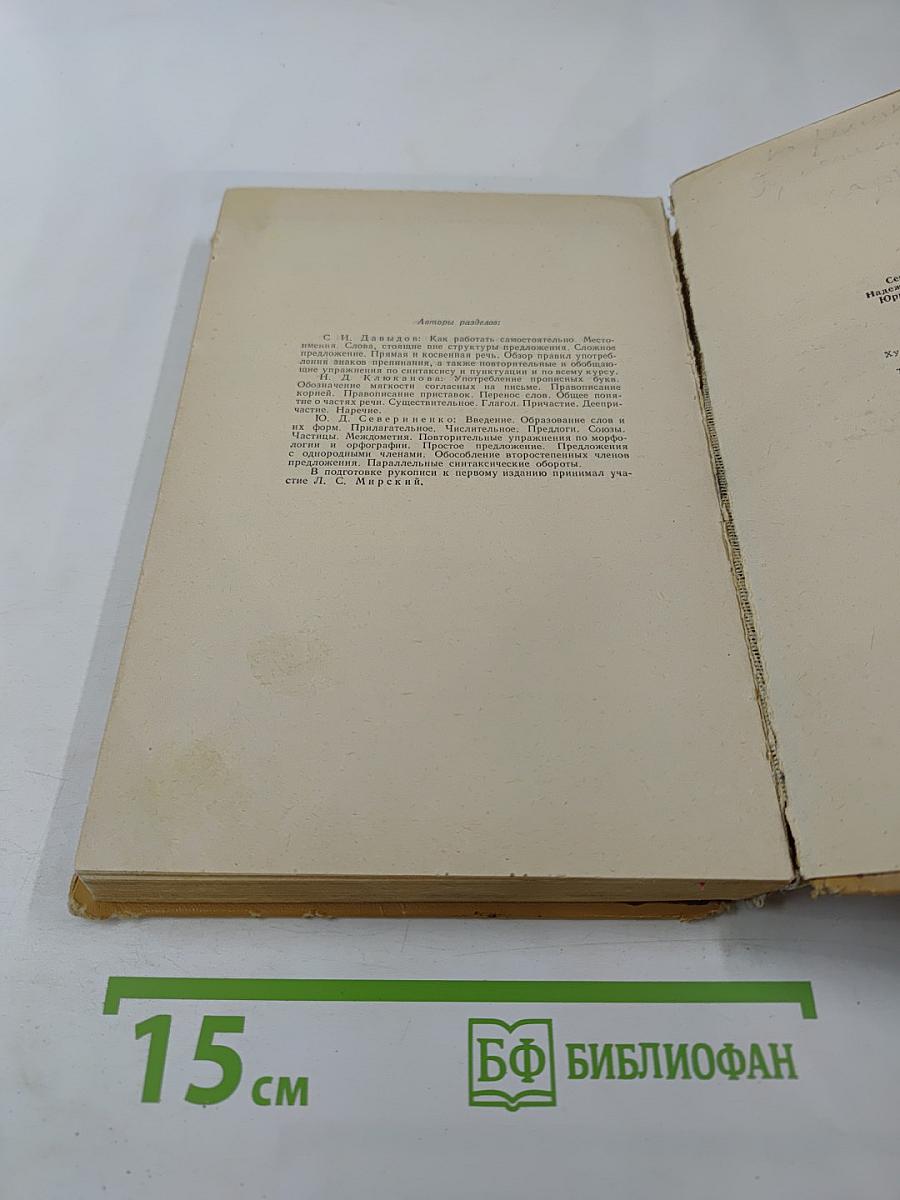 Авторы разделов:
С. И. Давыдов: Как работать самостоятельно. Место-
имения. Слова, стоящие вне структуры предложения. Сложное
предложение. Прямая и косвенная речь. Обзор правил употреб-
ления знаков препинания, а также повторительные и обобщаю-
ющие упражнения по синтаксису и пунктуации и по всему курсу.
Н. Д. Клюканова: Употребление прописных букв.
Обозначение мягкости согласных на письме. Правописание
корней. Правописание приставок. Перенос слов. Общее поня-
тие о частях речи. Существительное. Глагол. Причастие. Деепри-
частие. Наречие.
Ю. Д. Севериненко: Введение. Образование слов и
их форм. Прилагательное. Числительное. Предлоги. Союзы.
Частицы. Междометия. Повторительные упражнения по морфо-
логии и орфографии. Простое предложение. Предложения
с однородными членами. Обособление второстепенных членов
предложения. Параллельные синтаксические обороты.
В подготовке рукописи к первому изданию принимал уча-
стие Л. С. Мирский.
Се
Надеж
Юри
ху
15 см
БФ БИБЛИОФАН